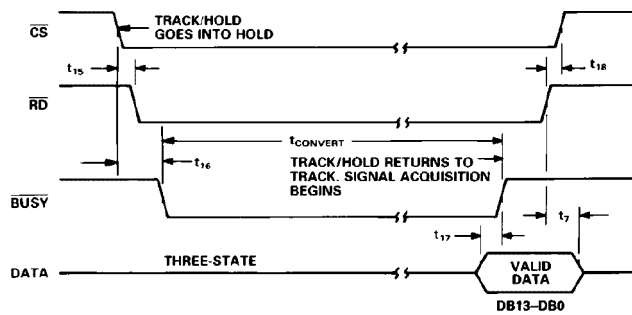 TRACK/HOLD
GOES INTO HOLD
CS
t15
t18
RD
tCONVERT
t16
TRACK/HOLD RETURNS TO
TRACK. SIGNAL ACQUISITION
BEGINS
BUSY
t17
t7
THREE-STATE
DATA
VALID
DATA
DB13–DB0